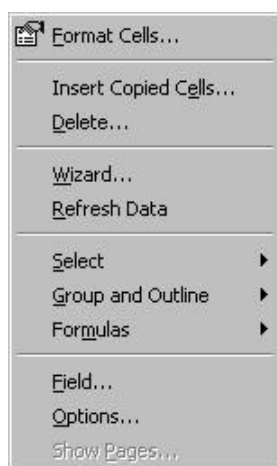 Format Cells...
Insert Copied Cells...
Delete...
Wizard...
Refresh Data
Select
Group and Outline
Formulas
Field...
Options...
Show Pages...